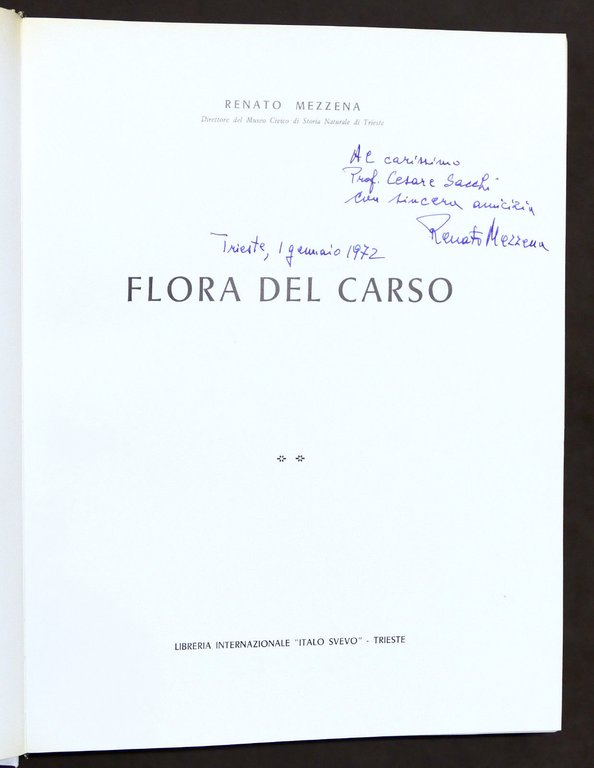 RENATO MEZZENA
Direttore del Museo Civico di Storia Naturale di Trieste
Al carissimo
Prof. Cesare Sacchi
con sincera amicizia
Renato Mezzena
Trieste, 1 gennaio 1972
FLORA DEL CARSO
LIBRERIA INTERNAZIONALE "ITALO SVEVO" - TRIESTE